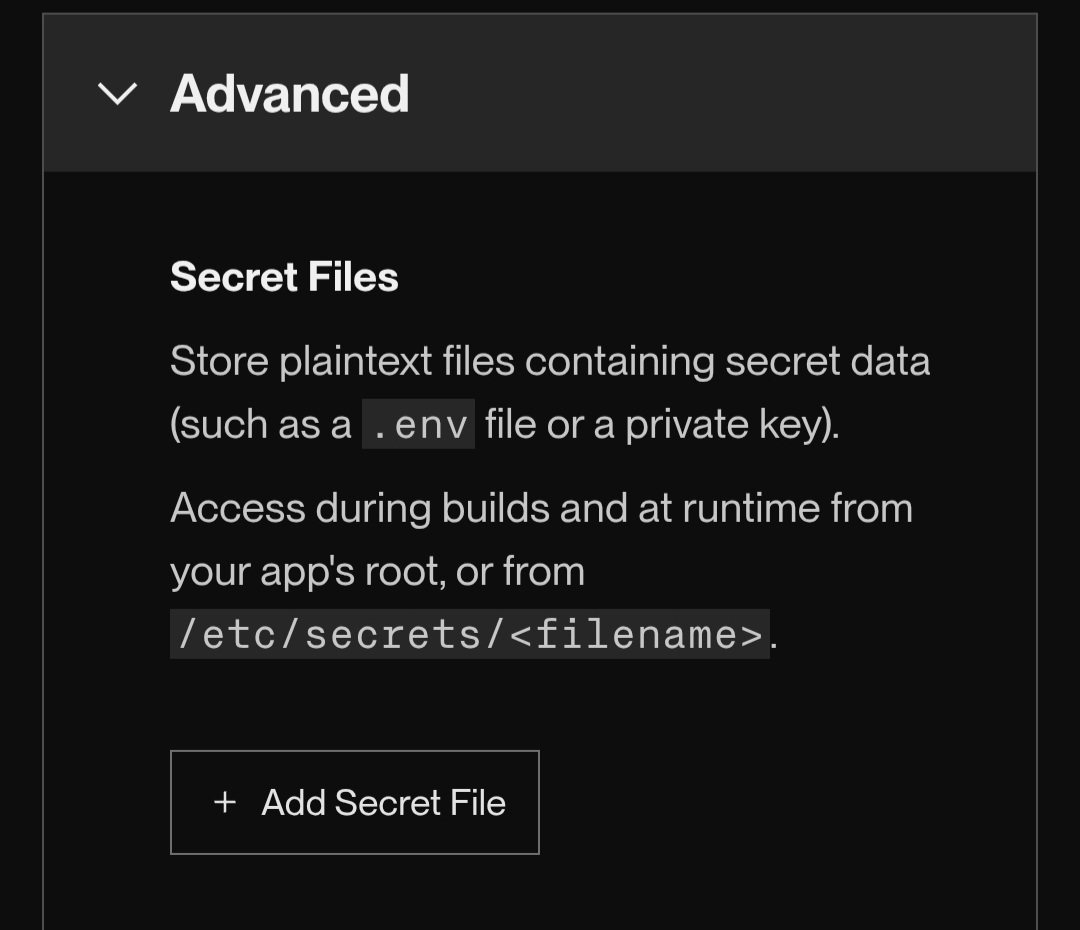 Advanced
Secret Files
Store plaintext files containing secret data
(such as a .env file or a private key).
Access during builds and at runtime from
your app's root, or from
/etc/secrets/<filename>.
+ Add Secret File